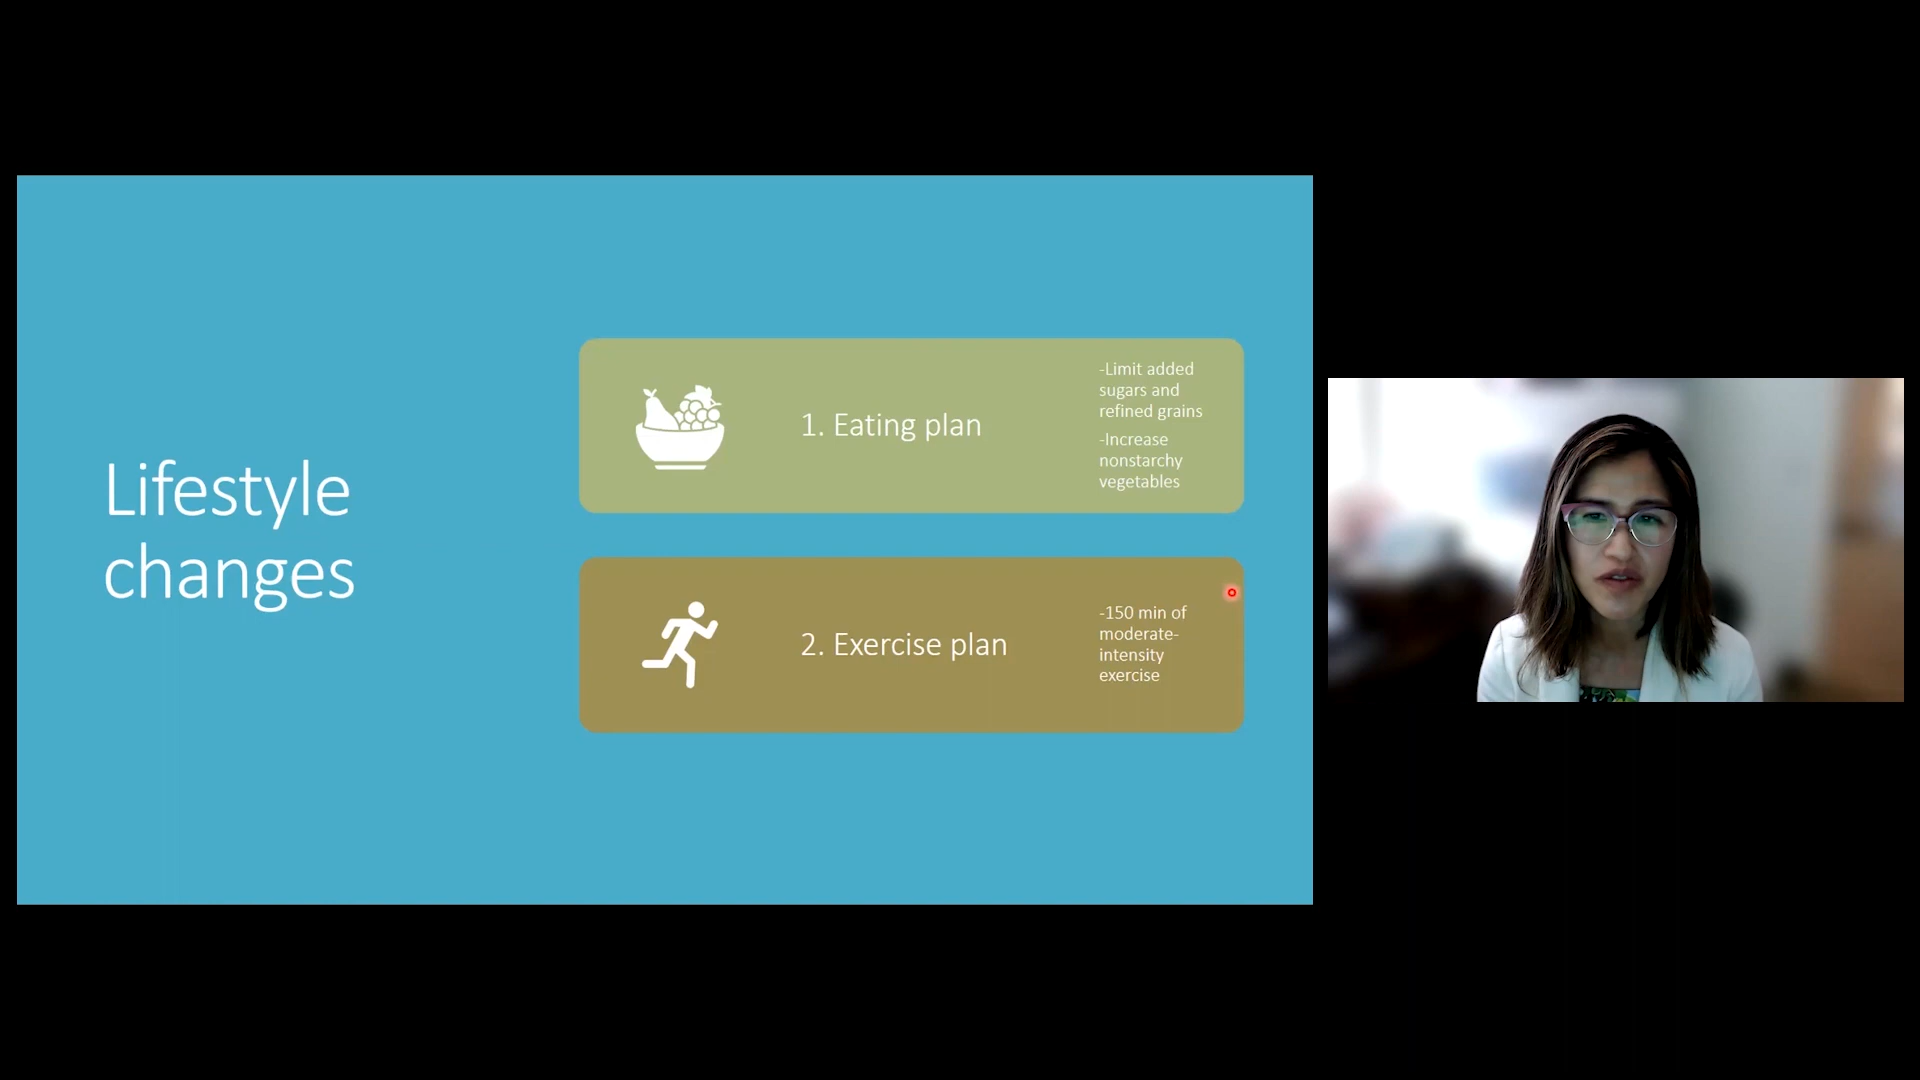 Lifestyle
changes
1. Eating plan
-Limit added
sugars and
refined grains
-Increase
nonstarchy
vegetables
2. Exercise plan
-150 min of
moderate-
intensity
exercise